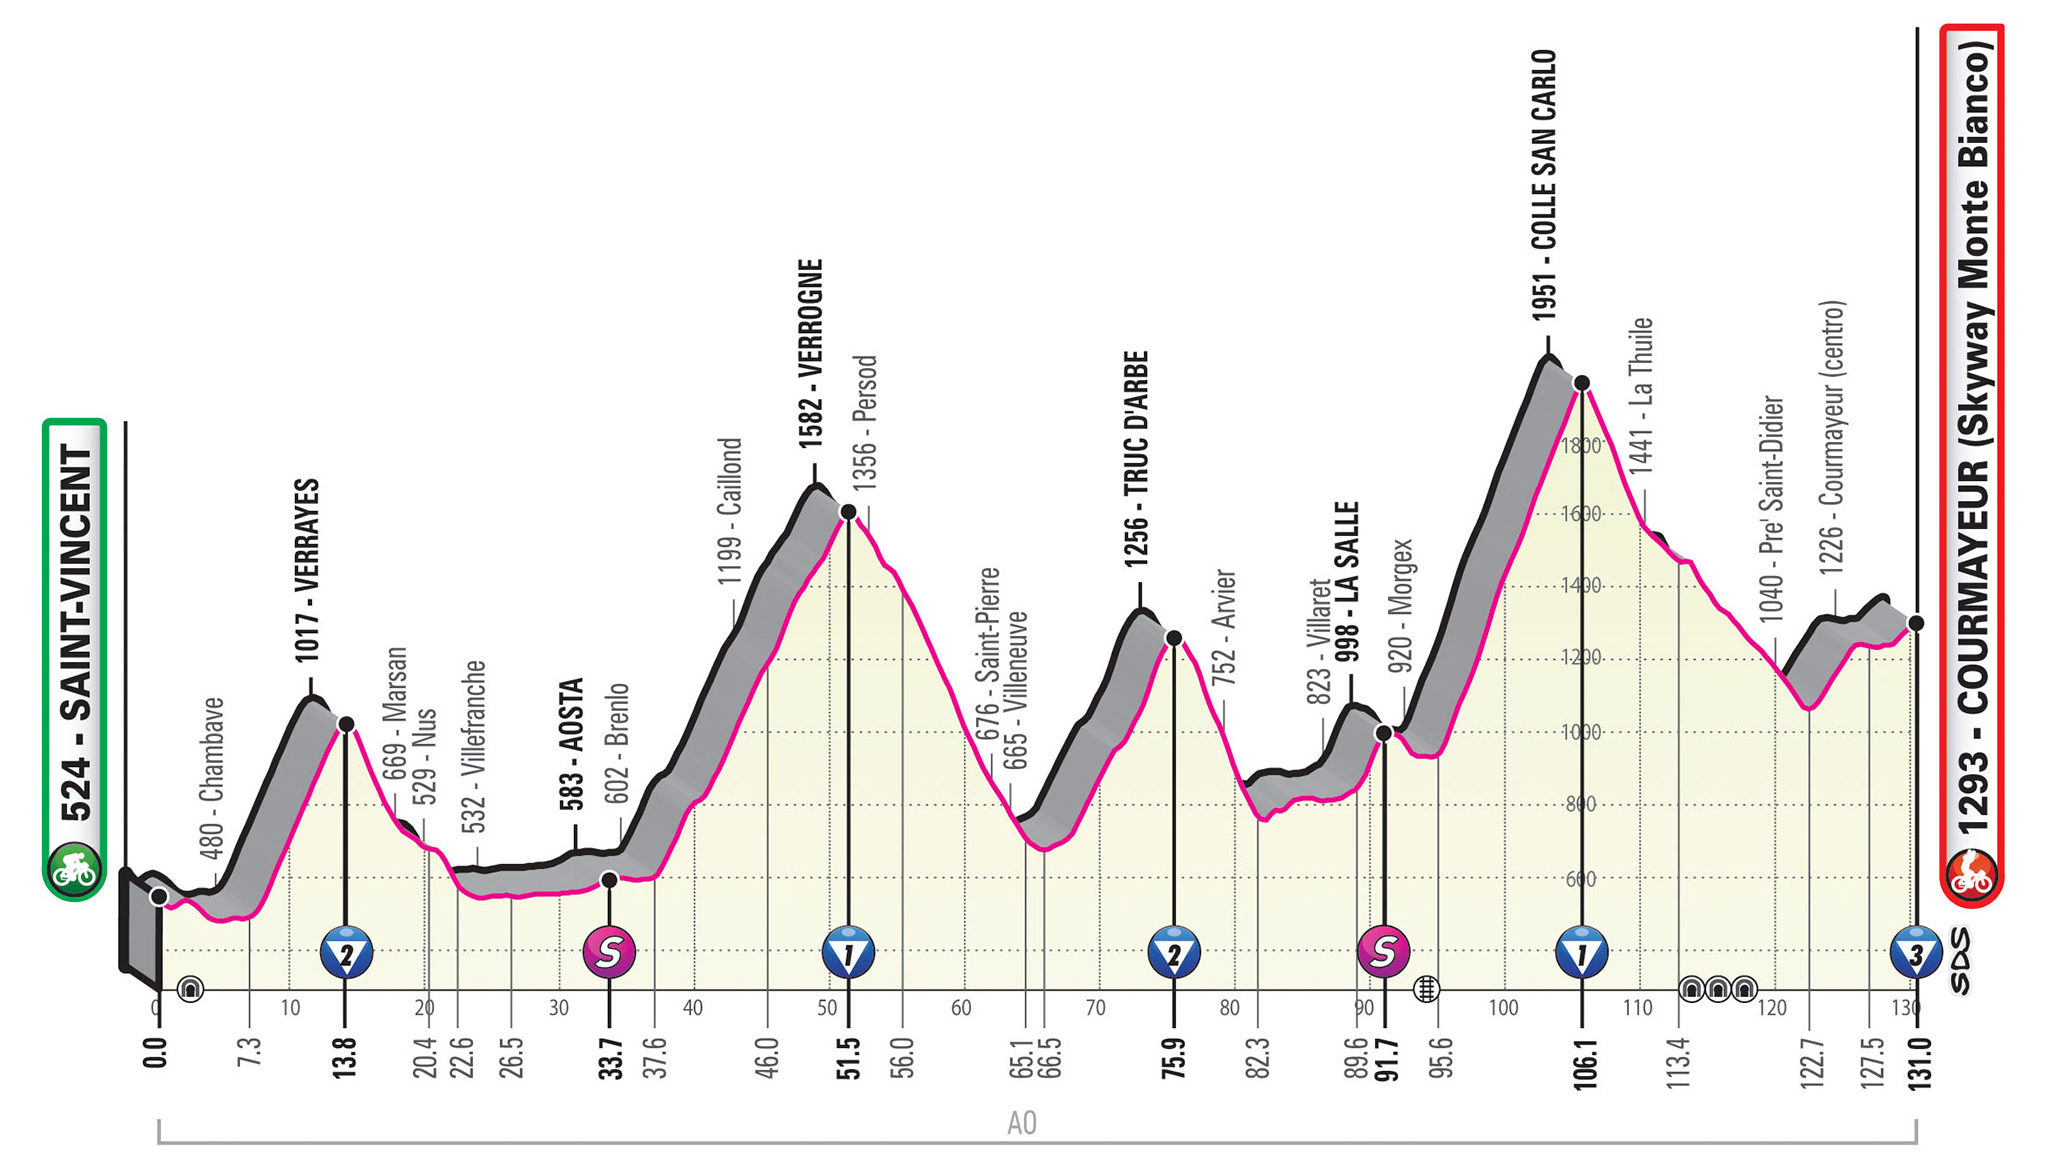 524 - SAINT-VINCENT
480 - Chambave
1017 - VERRAYES
669 - Marsan
529 - Nus
532 - Villefranche
583 - AOSTA
602 - Brenlo
1199 - Caillond
1582 - VERROGNE
1356 - Persod
676 - Saint-Pierre
665 - Villeneuve
1256 - TRUC D'ARBE
752 - Arvier
823 - Villaret
998 - LA SALLE
920 - Morgex
1951 - COLLE SAN CARLO
1441 - La Thuile
1040 - Pre' Saint-Didier
1226 - Courmayeur (centro)
1293 - COURMAYEUR (Skyway Monte Bianco)
1800
1600
1400
1200
1000
800
600
2 S 1 2 S 1 3
SDS
0 10 20 30 40 50 60 70 80 90 100 110 120 130
0.0 7.3 13.8 20.4 22.6 26.5 33.7 37.6 46.0 51.5 56.0 65.1 66.5 75.9 82.3 89.6 91.7 95.6 106.1 113.4 122.7 127.5 131.0
AO